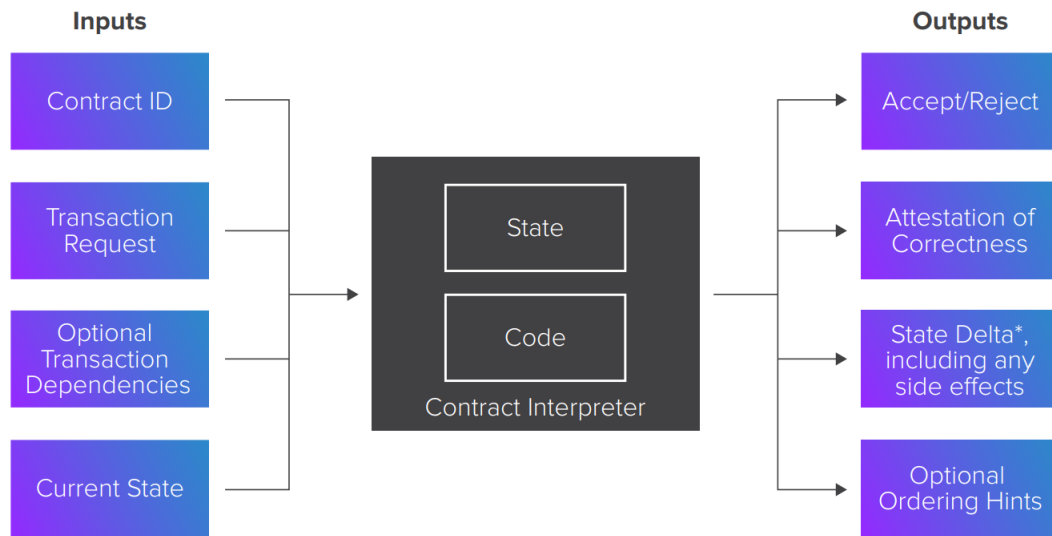 Inputs
Outputs
Contract ID
Transaction
Request
Optional
Transaction
Dependencies
Current State
State
Code
Contract Interpreter
Accept/Reject
Attestation of
Correctness
State Delta*,
including any
side effects
Optional
Ordering Hints